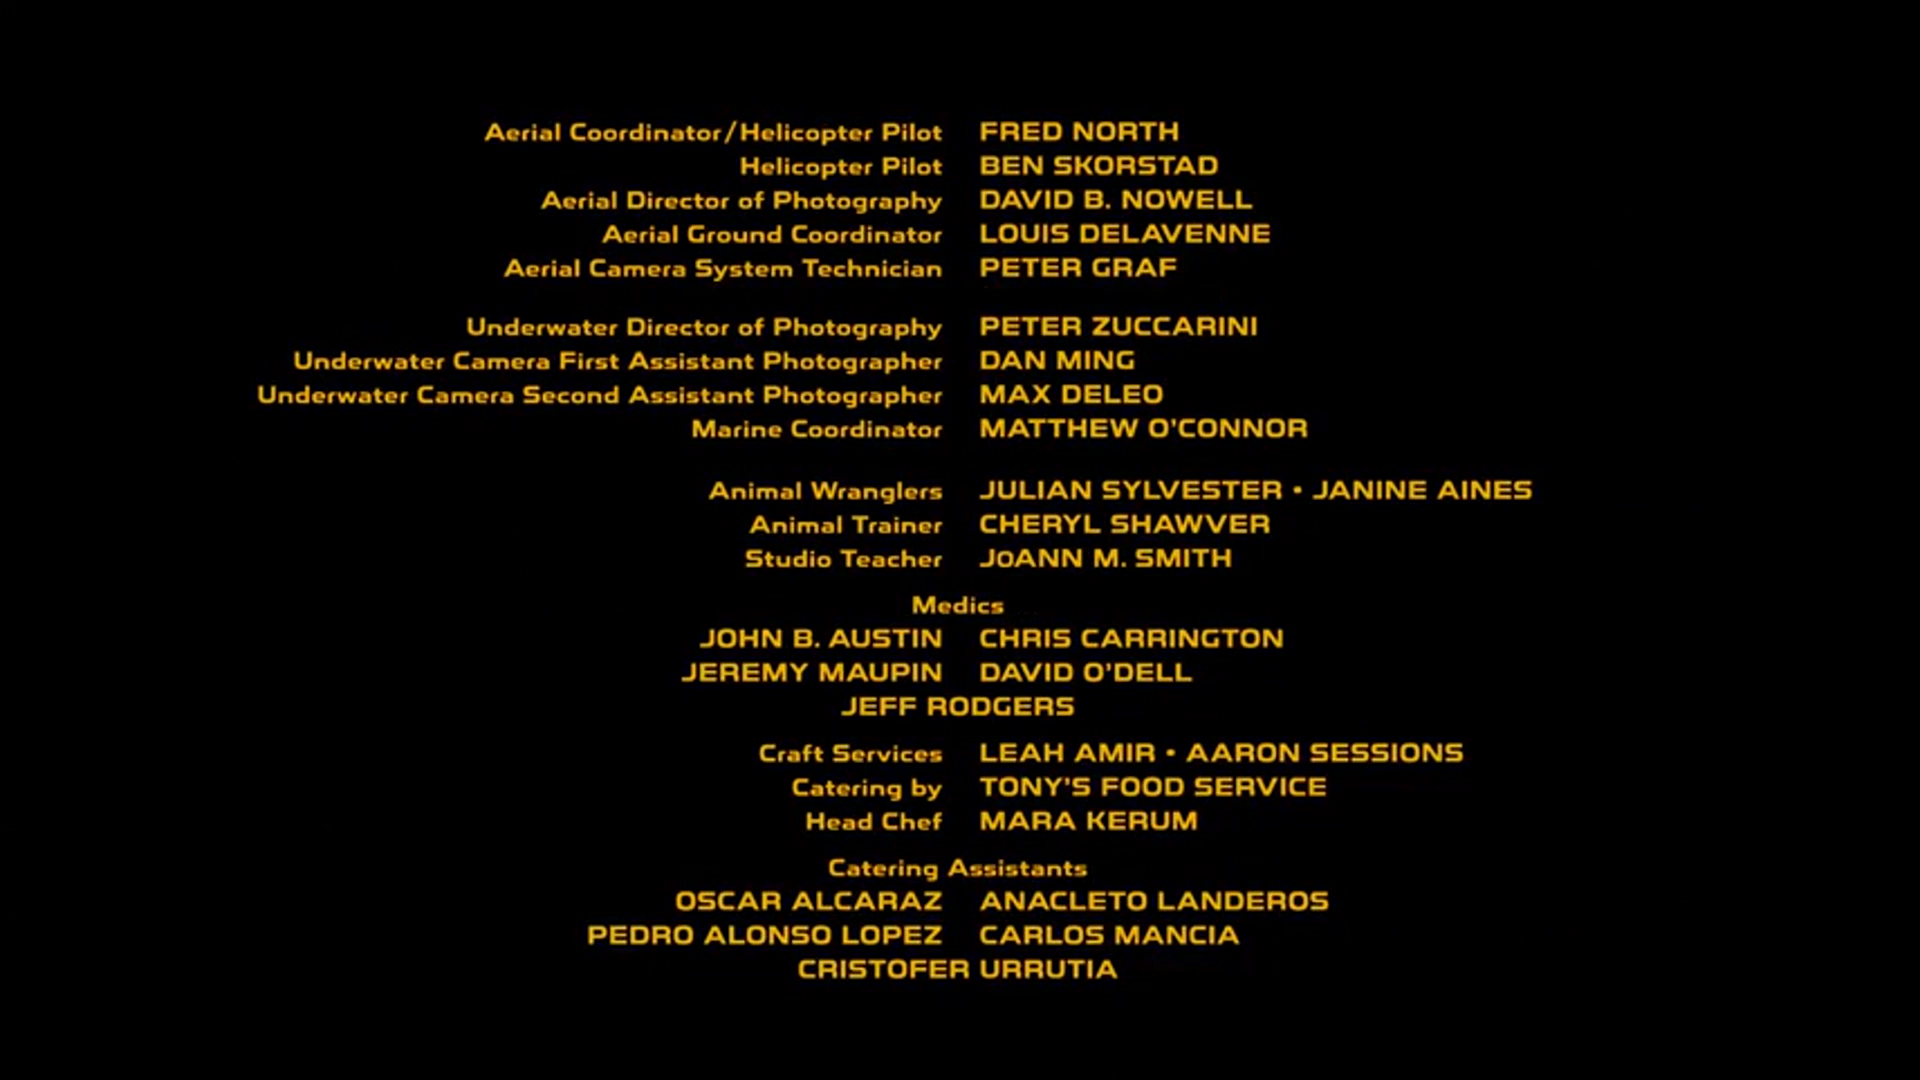 Aerial Coordinator/Helicopter Pilot FRED NORTH
Helicopter Pilot BEN SKORSTAD
Aerial Director of Photography DAVID B. NOWELL
Aerial Ground Coordinator LOUIS DELAVENNE
Aerial Camera System Technician PETER GRAF
Underwater Director of Photography PETER ZUCCARINI
Underwater Camera First Assistant Photographer DAN MING
Underwater Camera Second Assistant Photographer MAX DELEO
Marine Coordinator MATTHEW O'CONNOR
Animal Wranglers JULIAN SYLVESTER • JANINE AINES
Animal Trainer CHERYL SHAWVER
Studio Teacher JoANN M. SMITH
Medics
JOHN B. AUSTIN CHRIS CARRINGTON
JEREMY MAUPIN DAVID O'DELL
JEFF RODGERS
Craft Services LEAH AMIR • AARON SESSIONS
Catering by TONY'S FOOD SERVICE
Head Chef MARA KERUM
Catering Assistants
OSCAR ALCARAZ ANACLETO LANDEROS
PEDRO ALONSO LOPEZ CARLOS MANCIA
CRISTOFER URRUTIA